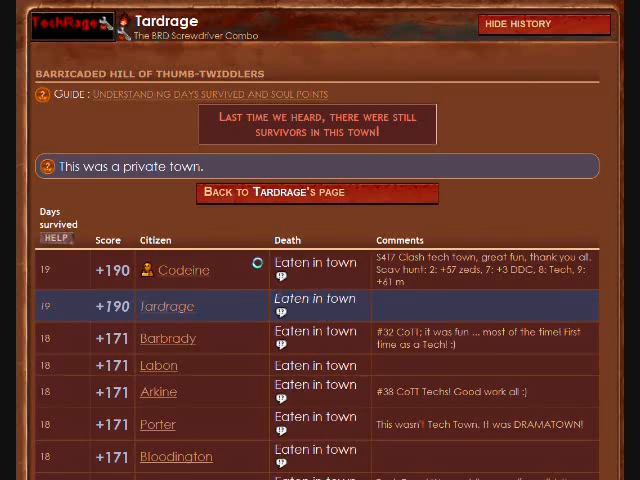 TechRage
Tardrage
The BRD Screwdriver Combo
HIDE HISTORY
BARRICADED HILL OF THUMB-TWIDDLERS
GUIDE : UNDERSTANDING DAYS SURVIVED AND SOUL POINTS
LAST TIME WE HEARD, THERE WERE STILL
SURVIVORS IN THIS TOWN!
This was a private town.
BACK TO TARDRAGE'S PAGE
Days
survived
HELP
Score Citizen Death Comments
19 +190 Codeine Eaten in town S417 Clash tech town, great fun, thank you all.
Scav hunt: 2: +57 zeds, 7: +3 DDC, 8: Tech, 9:
+61 m
19 +190 Tardrage Eaten in town
18 +171 Barbrady Eaten in town #32 CoTT; it was fun ... most of the time! First
time as a Tech! :)
18 +171 Labon Eaten in town
18 +171 Arkine Eaten in town #38 CoTT Techs! Good work all :)
18 +171 Porter Eaten in town This wasn't Tech Town. It was DRAMATOWN!
18 +171 Bloodington Eaten in town